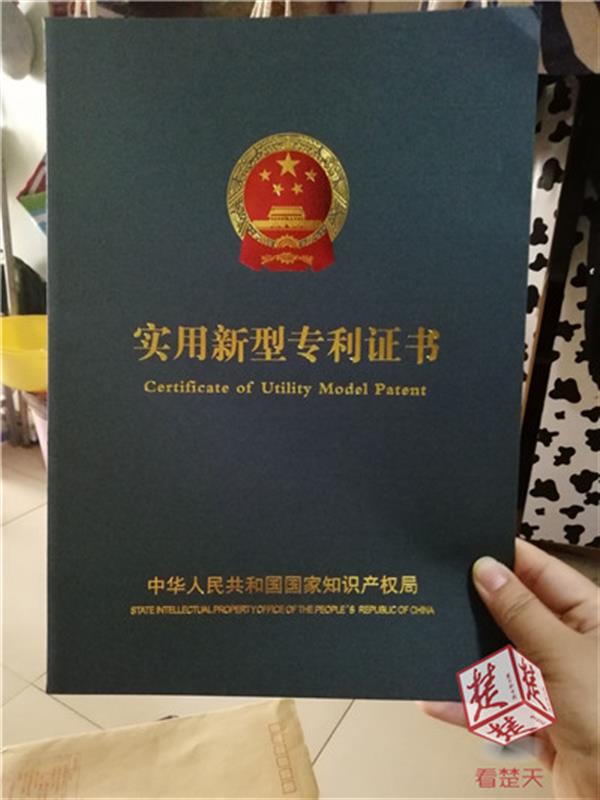 实用新型专利证书
Certificate of Utility Model Patent
中华人民共和国国家知识产权局
STATE INTELLECTUAL PROPERTY OFFICE OF THE PEOPLE'S REPUBLIC OF CHINA
楚 楚
楚
看楚天